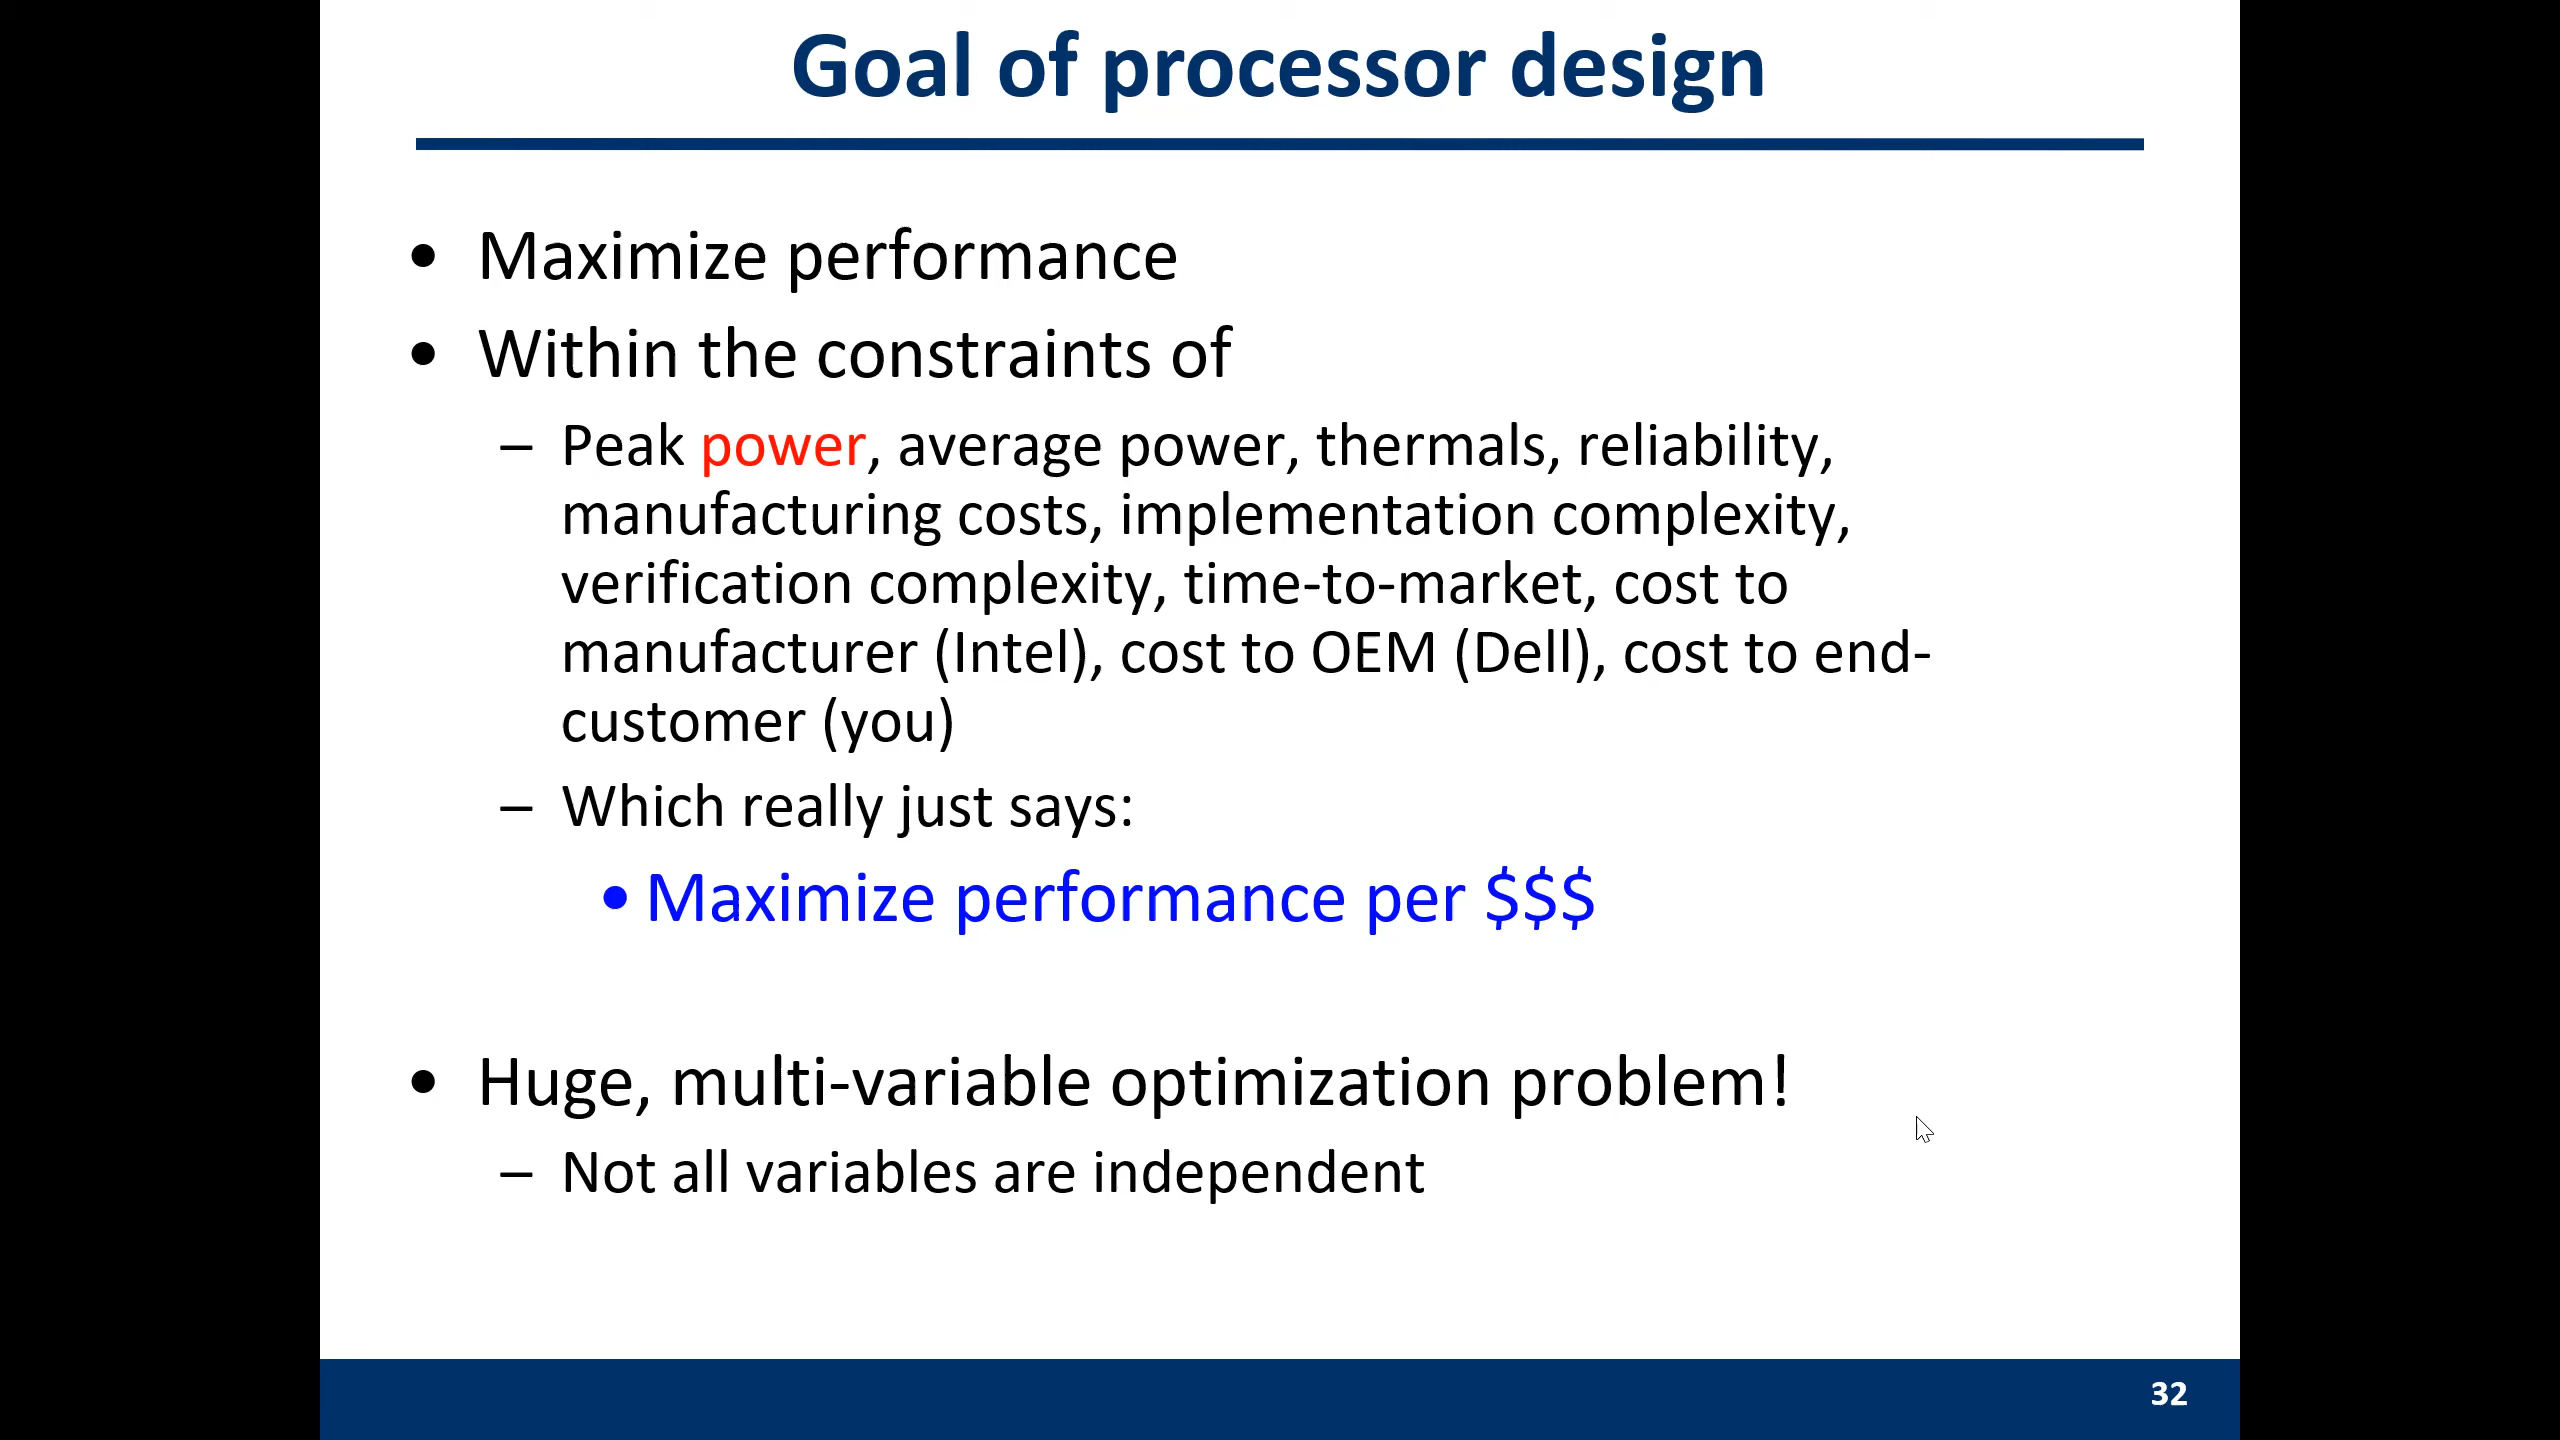 Goal of processor design
• Maximize performance
• Within the constraints of
– Peak power, average power, thermals, reliability,
manufacturing costs, implementation complexity,
verification complexity, time-to-market, cost to
manufacturer (Intel), cost to OEM (Dell), cost to end-
customer (you)
– Which really just says:
• Maximize performance per $$$
• Huge, multi-variable optimization problem!
– Not all variables are independent
32